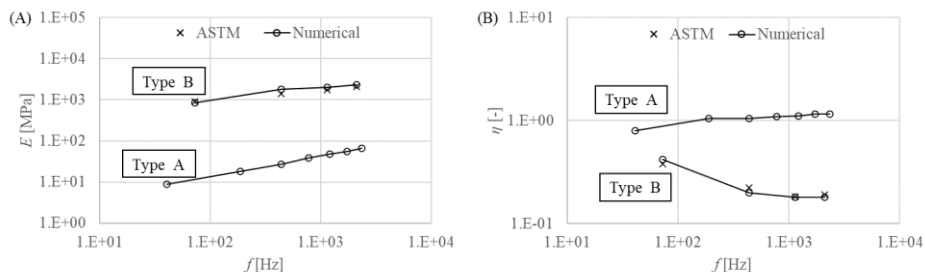 (A)
1.E+05
× ASTM
Numerical
1.E+04
Type B
1.E+03
E [MPa]
1.E+02
Type A
1.E+01
1.E+00
1.E+01
1.E+02
1.E+03
1.E+04
f[Hz]
(B)
1.E+01
× ASTM
Numerical
Type A
1.E+00
η [-]
Type B
1.E-01
1.E+01
1.E+02
1.E+03
1.E+04
f[Hz]